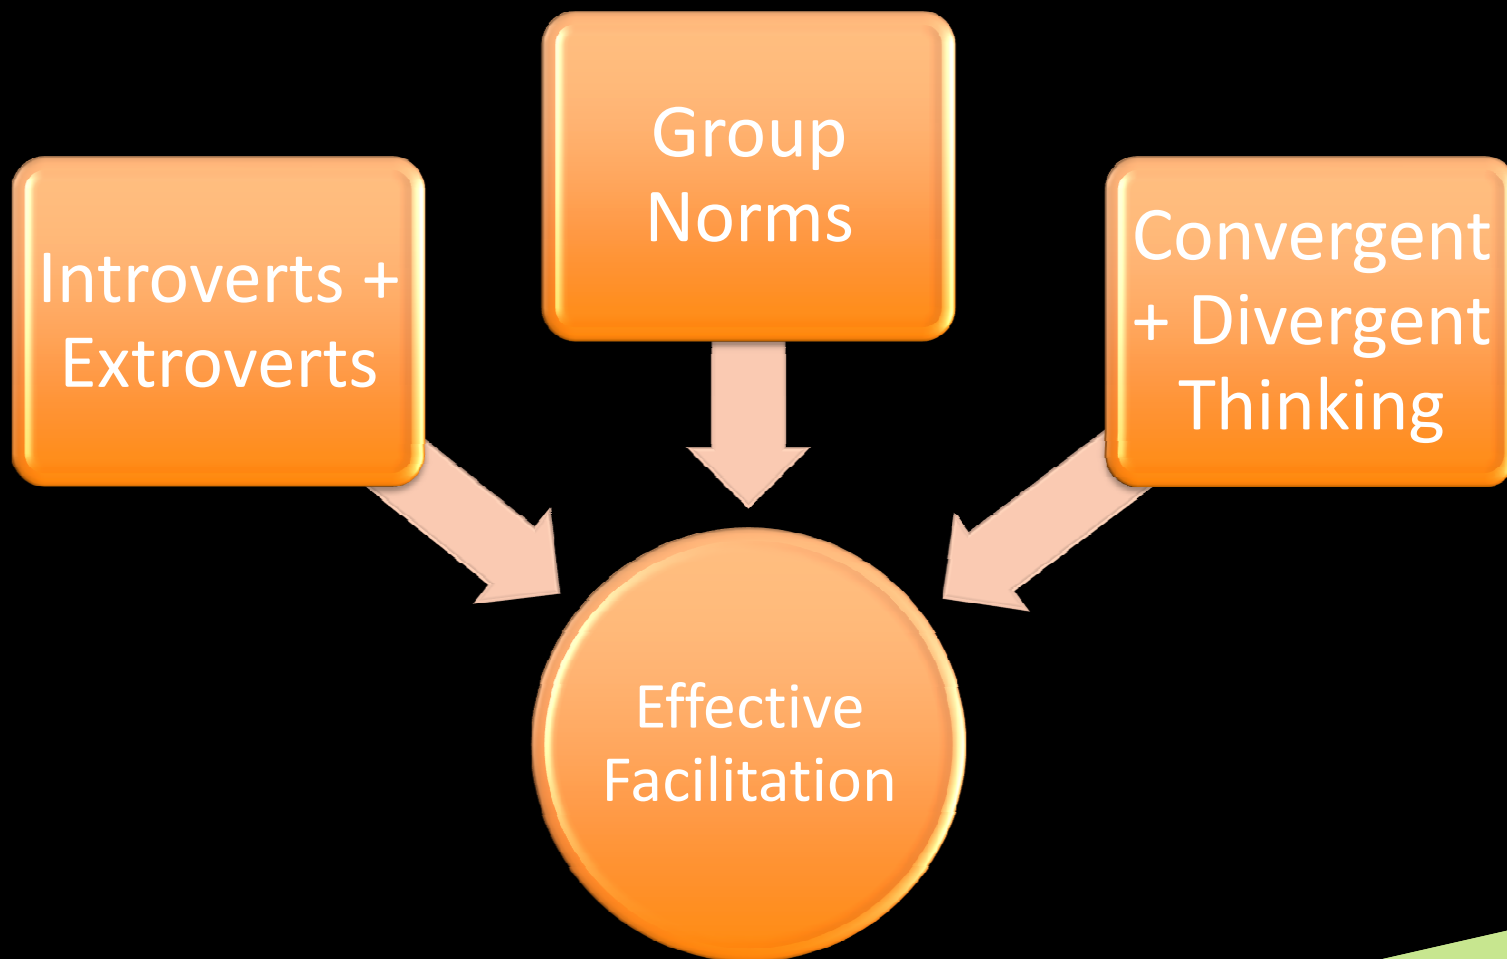 Introverts +
Extroverts
Group
Norms
Convergent
+ Divergent
Thinking
Effective
Facilitation